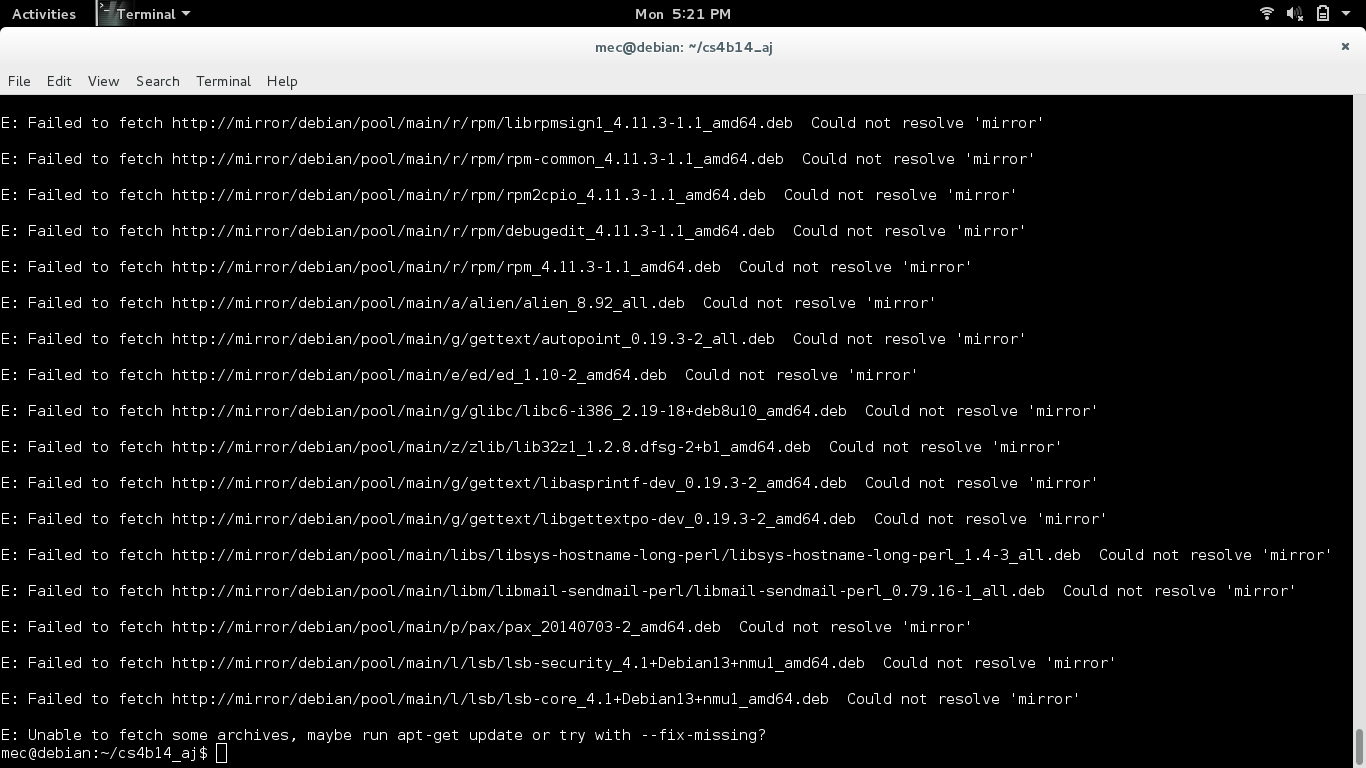 Activities Terminal Mon 5:21 PM
mec@debian: ~/cs4b14_aj ×
File Edit View Search Terminal Help
E: Failed to fetch http://mirror/debian/pool/main/r/rpm/librpmsign1_4.11.3-1.1_amd64.deb  Could not resolve 'mirror'
E: Failed to fetch http://mirror/debian/pool/main/r/rpm/rpm-common_4.11.3-1.1_amd64.deb  Could not resolve 'mirror'
E: Failed to fetch http://mirror/debian/pool/main/r/rpm/rpm2cpio_4.11.3-1.1_amd64.deb  Could not resolve 'mirror'
E: Failed to fetch http://mirror/debian/pool/main/r/rpm/debugedit_4.11.3-1.1_amd64.deb  Could not resolve 'mirror'
E: Failed to fetch http://mirror/debian/pool/main/r/rpm/rpm_4.11.3-1.1_amd64.deb  Could not resolve 'mirror'
E: Failed to fetch http://mirror/debian/pool/main/a/alien/alien_8.92_all.deb  Could not resolve 'mirror'
E: Failed to fetch http://mirror/debian/pool/main/g/gettext/autopoint_0.19.3-2_all.deb  Could not resolve 'mirror'
E: Failed to fetch http://mirror/debian/pool/main/e/ed/ed_1.10-2_amd64.deb  Could not resolve 'mirror'
E: Failed to fetch http://mirror/debian/pool/main/g/glibc/libc6-i386_2.19-18+deb8u10_amd64.deb  Could not resolve 'mirror'
E: Failed to fetch http://mirror/debian/pool/main/z/zlib/lib32z1_1.2.8.dfsg-2+b1_amd64.deb  Could not resolve 'mirror'
E: Failed to fetch http://mirror/debian/pool/main/g/gettext/libasprintf-dev_0.19.3-2_amd64.deb  Could not resolve 'mirror'
E: Failed to fetch http://mirror/debian/pool/main/g/gettext/libgettextpo-dev_0.19.3-2_amd64.deb  Could not resolve 'mirror'
E: Failed to fetch http://mirror/debian/pool/main/libs/libsys-hostname-long-perl/libsys-hostname-long-perl_1.4-3_all.deb  Could not resolve 'mirror'
E: Failed to fetch http://mirror/debian/pool/main/libm/libmail-sendmail-perl/libmail-sendmail-perl_0.79.16-1_all.deb  Could not resolve 'mirror'
E: Failed to fetch http://mirror/debian/pool/main/p/pax/pax_20140703-2_amd64.deb  Could not resolve 'mirror'
E: Failed to fetch http://mirror/debian/pool/main/l/lsb/lsb-security_4.1+Debian13+nmu1_amd64.deb  Could not resolve 'mirror'
E: Failed to fetch http://mirror/debian/pool/main/l/lsb/lsb-core_4.1+Debian13+nmu1_amd64.deb  Could not resolve 'mirror'
E: Unable to fetch some archives, maybe run apt-get update or try with --fix-missing?
mec@debian:~/cs4b14_aj$